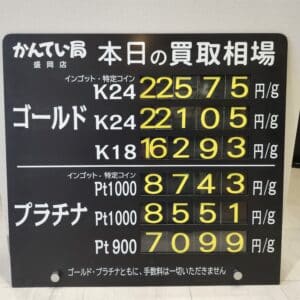 かんてい局
盛岡店
本日の買取相場
インゴット・特定コイン
K24 22575 円/g
ゴールド K24 22105 円/g
K18 16293 円/g
インゴット・特定コイン
Pt1000 8743 円/g
プラチナ Pt1000 8551 円/g
Pt900 7099 円/g
ゴールド・プラチナともに、手数料は一切いただきません